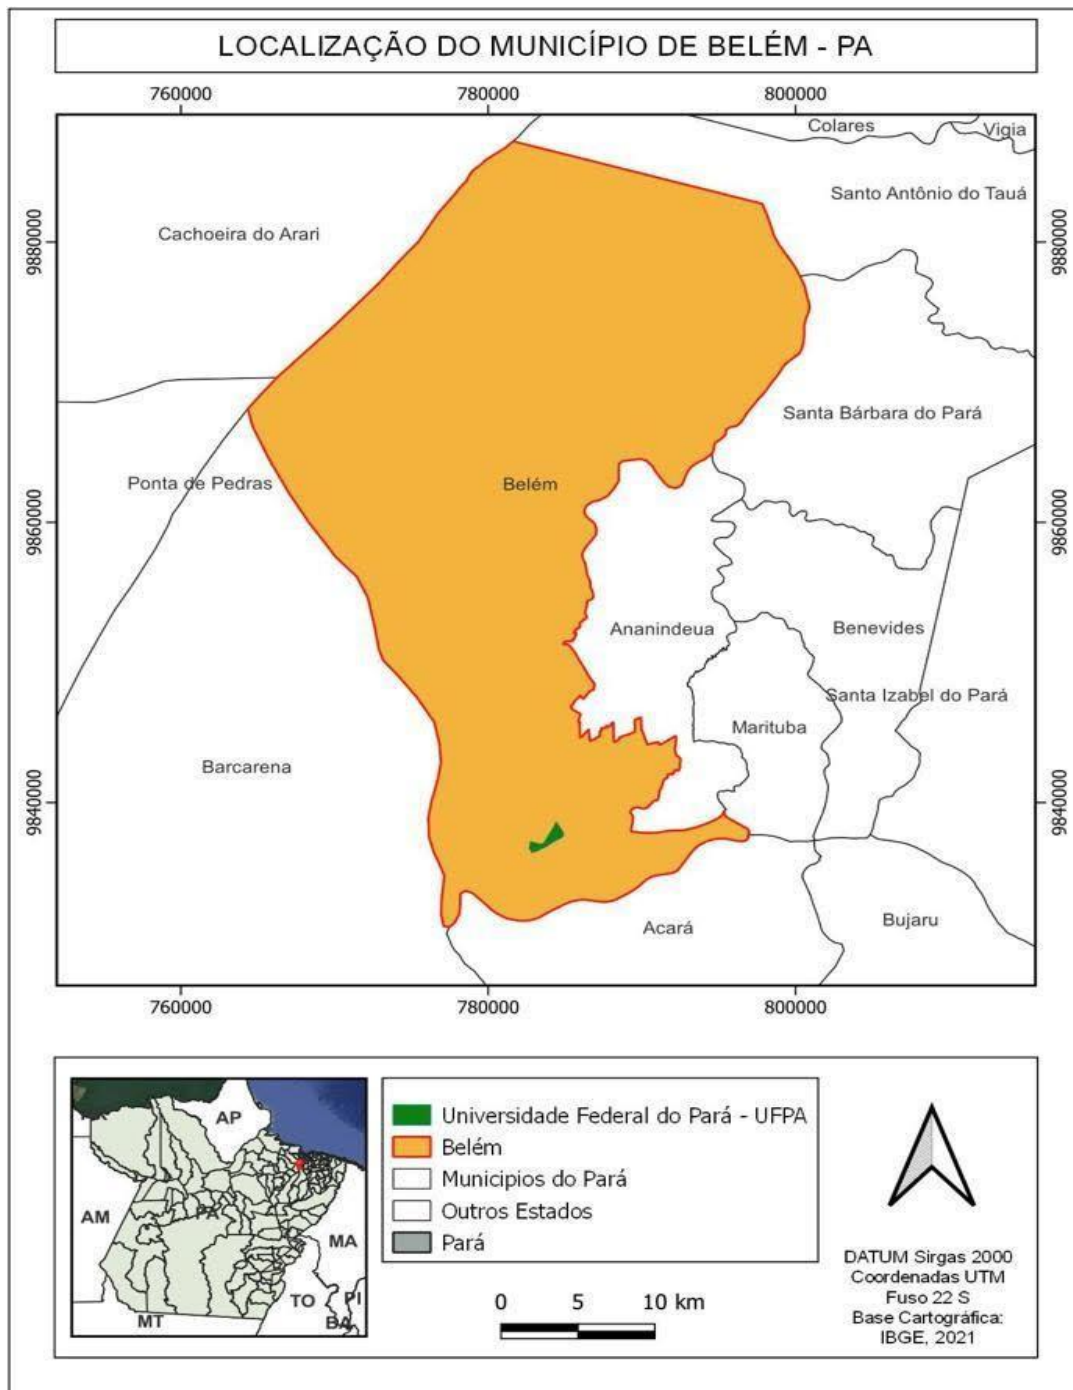 LOCALIZAÇÃO DO MUNICÍPIO DE BELÉM - PA
760000
780000
800000
Colares
Vigia
Santo Antônio do Tauá
Cachoeira do Arari
9880000
9880000
Santa Bárbara do Pará
Ponta de Pedras
Belém
9860000
9860000
Ananindeua
Benevides
Santa Izabel do Pará
Marituba
Barcarena
9840000
9840000
Acará
Bujaru
760000
780000
800000
AP
AM
PA
MA
TO
PI
MT
BA
Universidade Federal do Pará - UFPA
Belém
Municipios do Pará
Outros Estados
Pará
0 5 10 km
DATUM Sirgas 2000
Coordenadas UTM
Fuso 22 S
Base Cartográfica:
IBGE, 2021